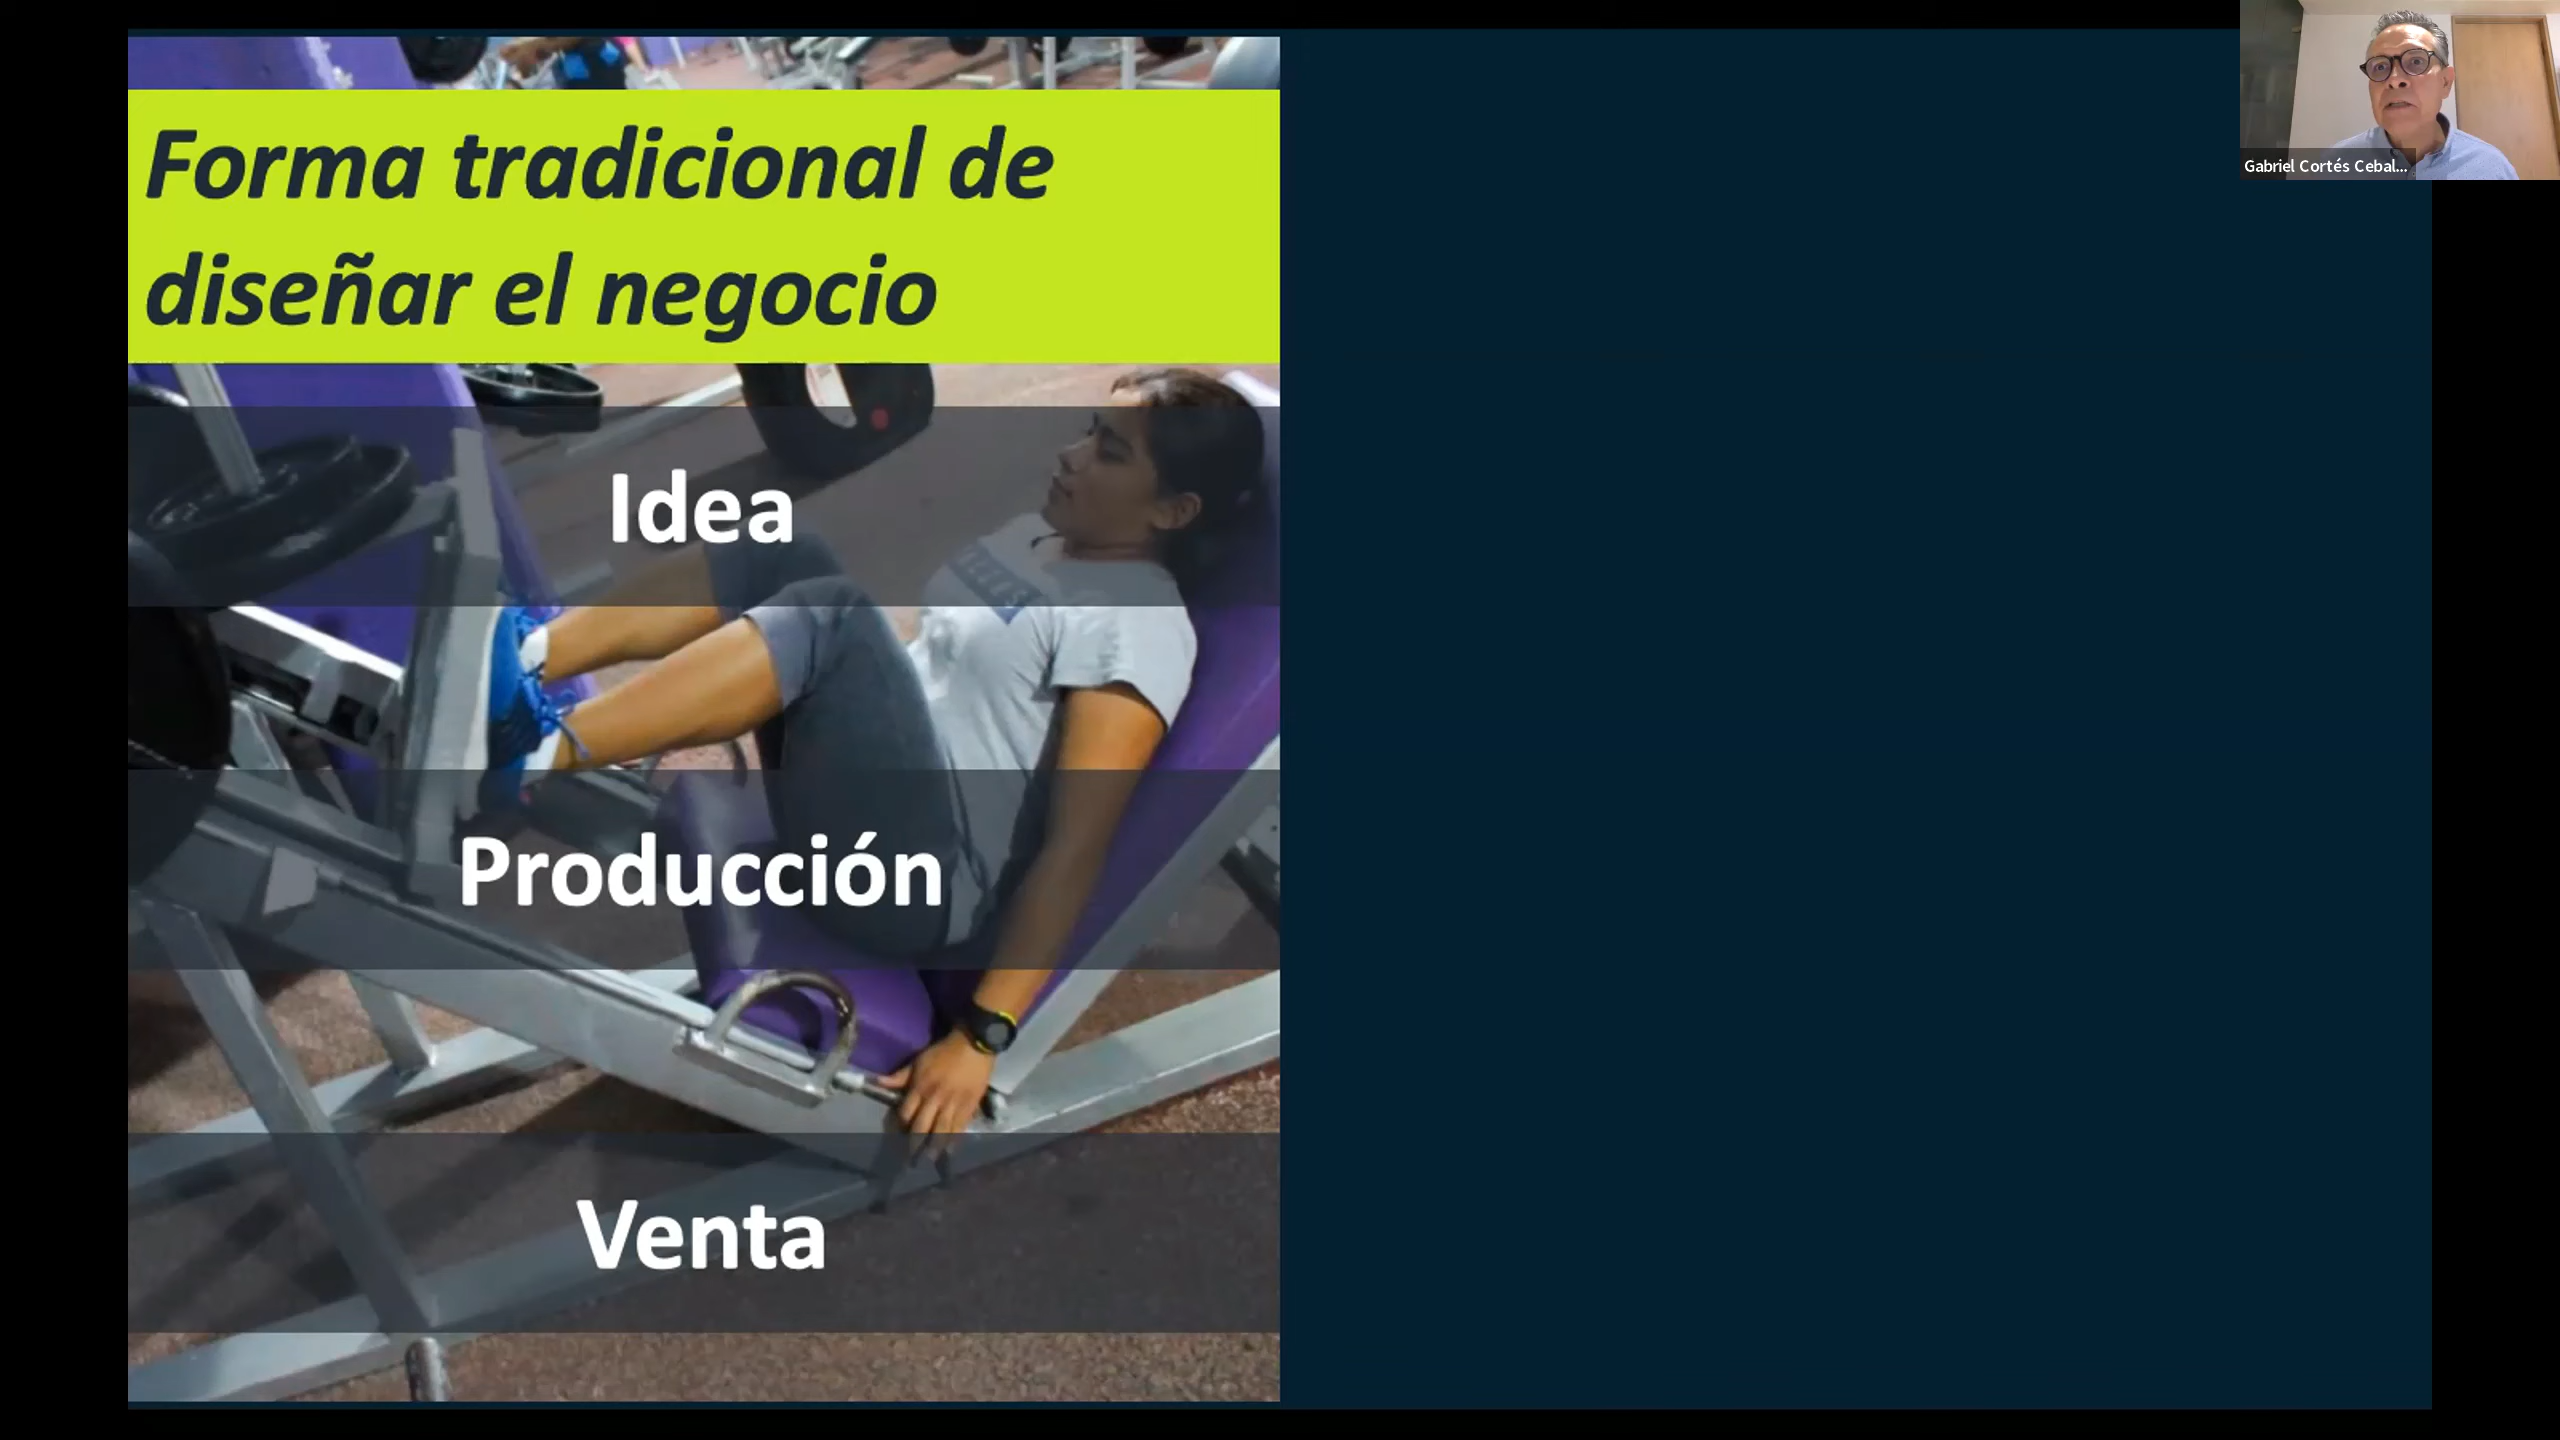 Forma tradicional de
diseñar el negocio
Idea
Producción
Venta
Gabriel Cortés Cebal...